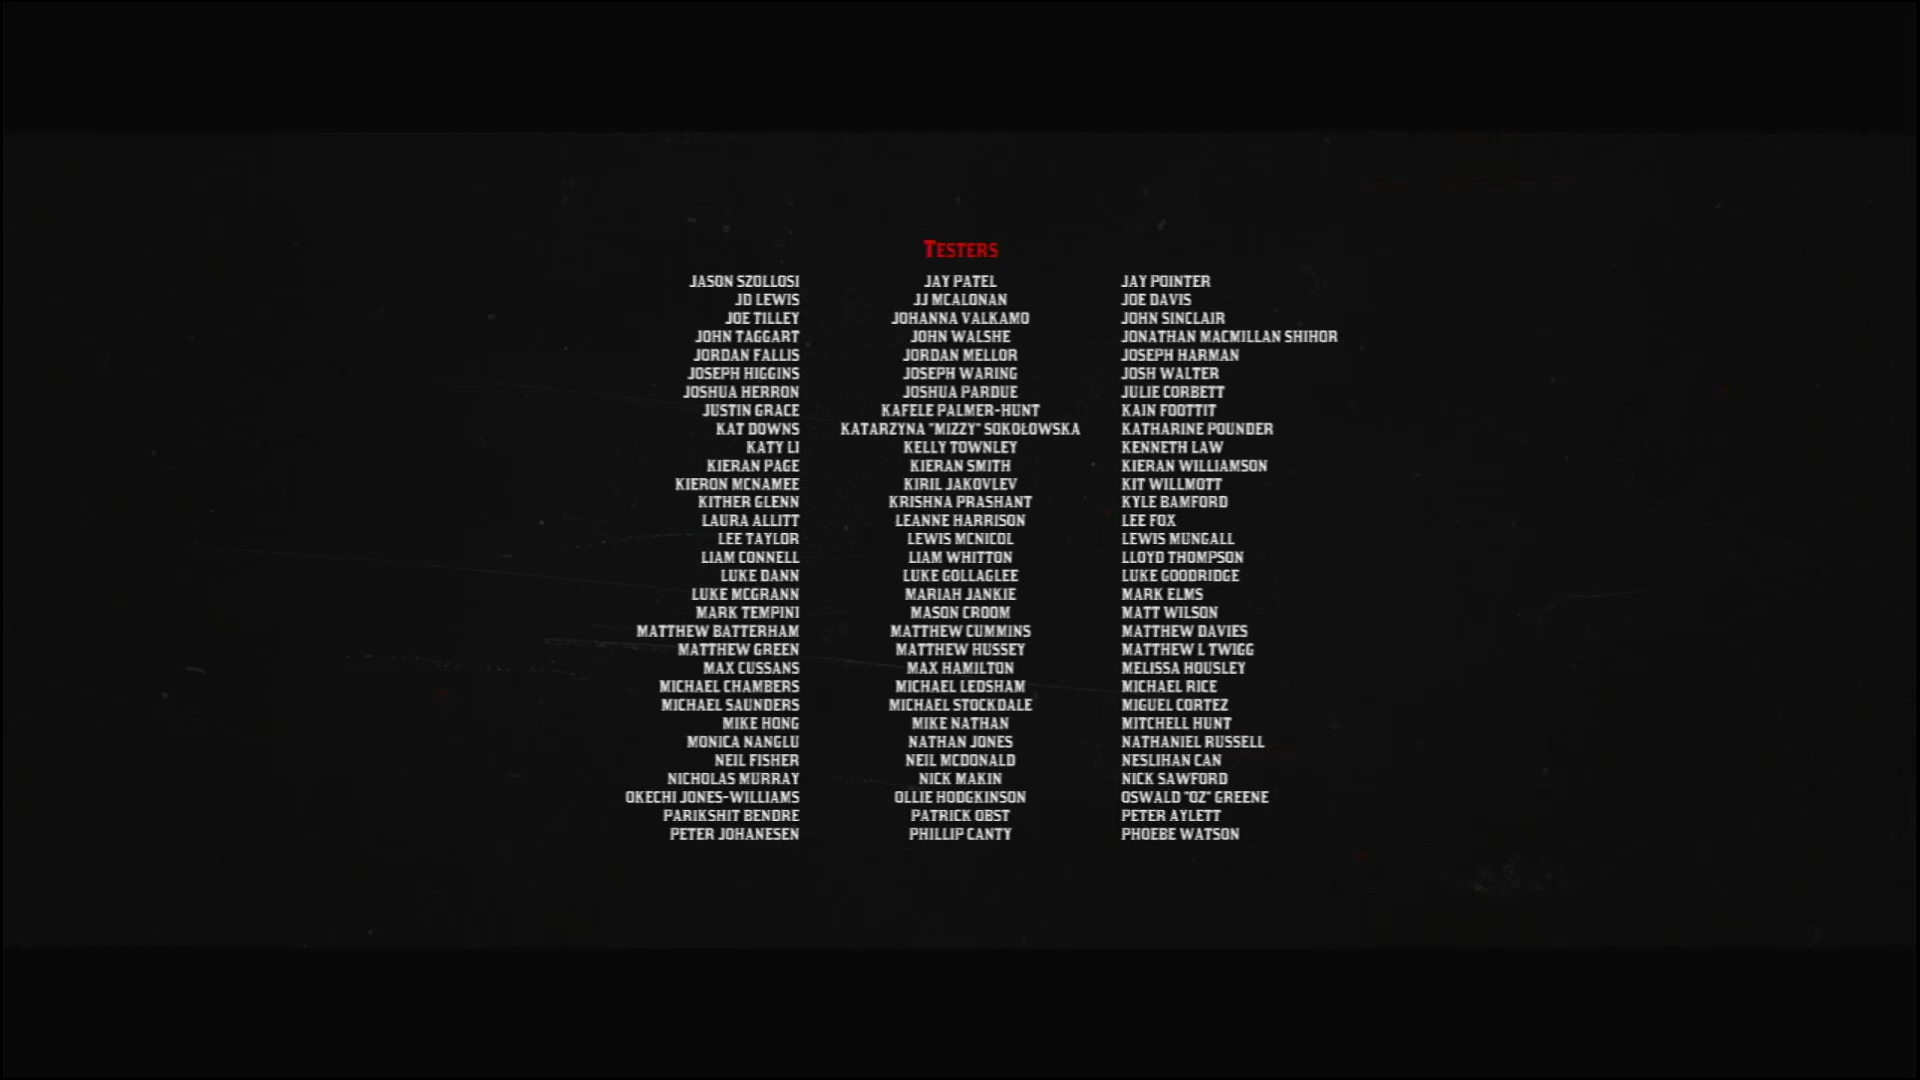 TESTERS
JASON SZOLLOSI JAY PATEL JAY POINTER
JD LEWIS JJ MCALONAN JOE DAVIS
JOE TILLEY JOHANNA VALKAMO JOHN SINCLAIR
JOHN TAGGART JOHN WALSHE JONATHAN MACMILLAN SHIHOR
JORDAN FALLIS JORDAN MELLOR JOSEPH HARMAN
JOSEPH HIGGINS JOSEPH WARING JOSH WALTER
JOSHUA HERRON JOSHUA PARDUE JULIE CORBETT
JUSTIN GRACE KAFELE PALMER-HUNT KAIN FOOTTIT
KAT DOWNS KATARZYNA "MIZZY" SOKOŁOWSKA KATHARINE POUNDER
KATY LI KELLY TOWNLEY KENNETH LAW
KIERAN PAGE KIERAN SMITH KIERAN WILLIAMSON
KIERON MCNAMEE KIRIL JAKOVLEV KIT WILLMOTT
KITHER GLENN KRISHNA PRASHANT KYLE BAMFORD
LAURA ALLITT LEANNE HARRISON LEE FOX
LEE TAYLOR LEWIS MCNICOL LEWIS MUNGALL
LIAM CONNELL LIAM WHITTON LLOYD THOMPSON
LUKE DANN LUKE GOLLAGLEE LUKE GOODRIDGE
LUKE MCGRANN MARIAH JANKIE MARK ELMS
MARK TEMPINI MASON CROOM MATT WILSON
MATTHEW BATTERHAM MATTHEW CUMMINS MATTHEW DAVIES
MATTHEW GREEN MATTHEW HUSSEY MATTHEW L TWIGG
MAX CUSSANS MAX HAMILTON MELISSA HOUSLEY
MICHAEL CHAMBERS MICHAEL LEDSHAM MICHAEL RICE
MICHAEL SAUNDERS MICHAEL STOCKDALE MIGUEL CORTEZ
MIKE HONG MIKE NATHAN MITCHELL HUNT
MONICA NANGLU NATHAN JONES NATHANIEL RUSSELL
NEIL FISHER NEIL MCDONALD NESLIHAN CAN
NICHOLAS MURRAY NICK MAKIN NICK SAWFORD
OKECHI JONES-WILLIAMS OLLIE HODGKINSON OSWALD "OZ" GREENE
PARIKSHIT BENDRE PATRICK OBST PETER AYLETT
PETER JOHANESEN PHILLIP CANTY PHOEBE WATSON